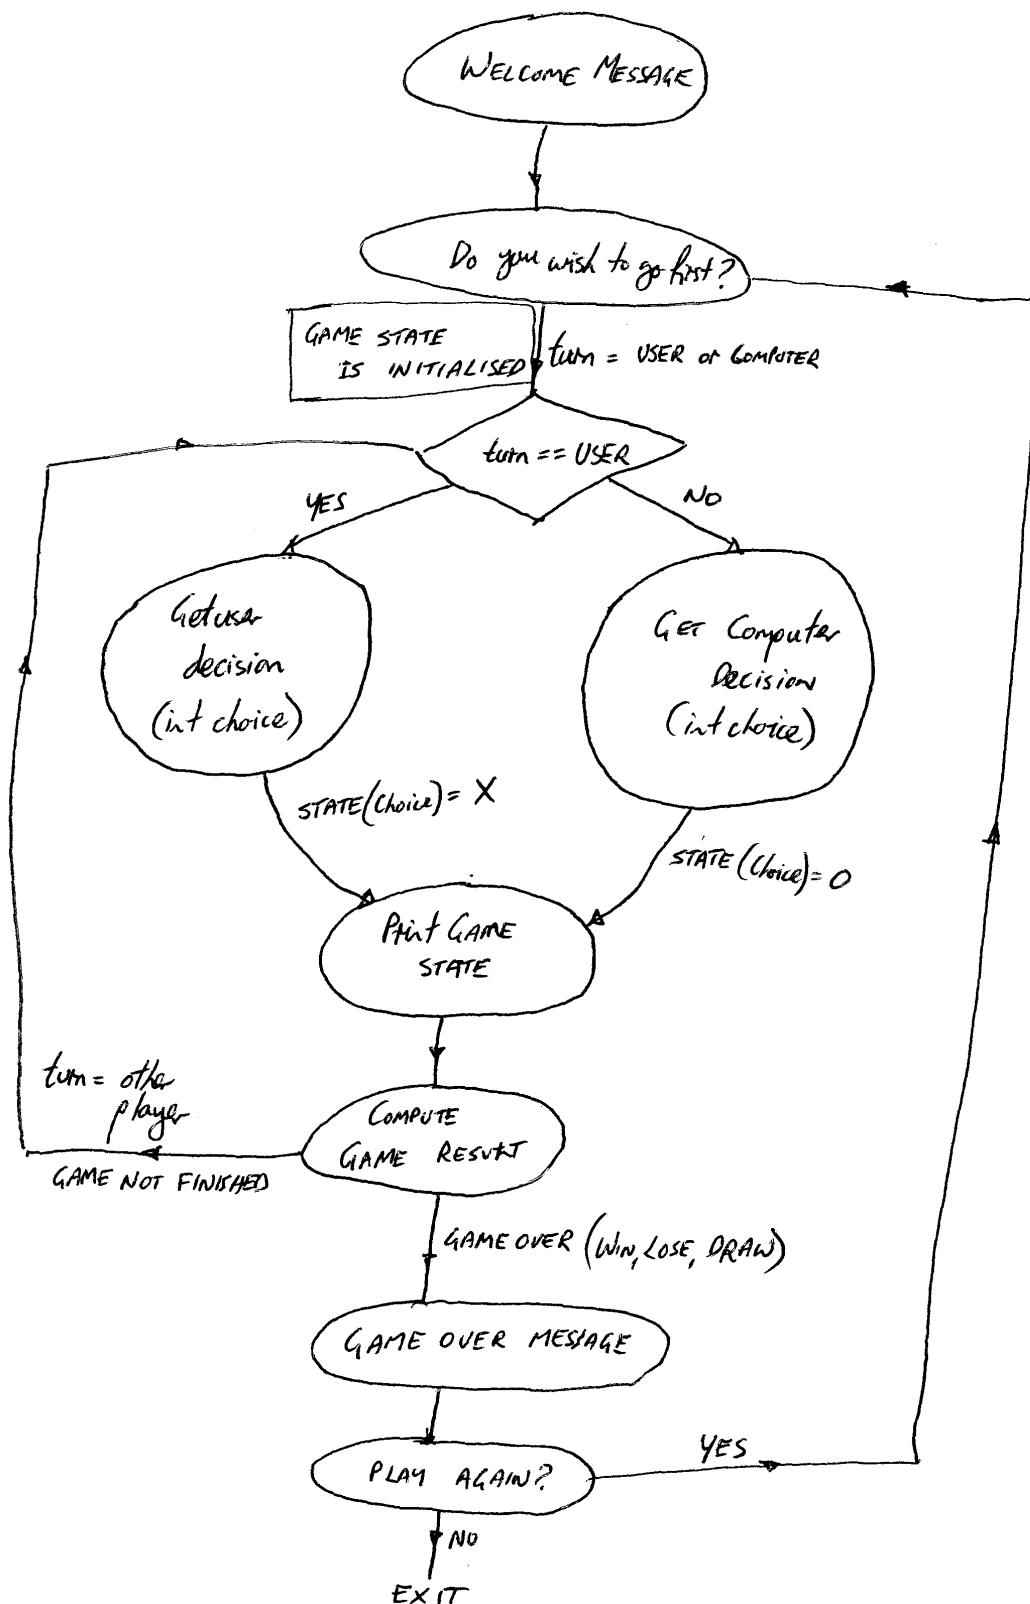 WELCOME MESSAGE
Do you wish to go first?
GAME STATE
IS INITIALISED
turn = USER or COMPUTER
turn == USER
YES
NO
Get user
decision
(int choice)
GET Computer
Decision
(int choice)
STATE(Choice) = X
STATE(Choice) = O
Print GAME
STATE
turn = other
player
COMPUTE
GAME RESULT
GAME NOT FINISHED
GAME OVER (WIN, LOSE, DRAW)
GAME OVER MESSAGE
PLAY AGAIN?
YES
NO
EXIT